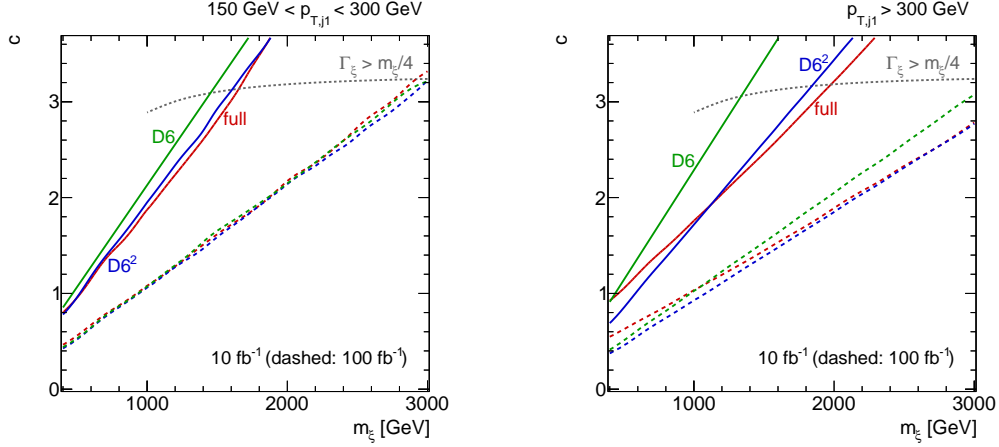 150 GeV < p_T,j1 < 300 GeV
c
3
2
1
0
Γ_ξ > m_ξ/4
D6
full
D6²
10 fb⁻¹ (dashed: 100 fb⁻¹)
1000 2000 3000
m_ξ [GeV]
p_T,j1 > 300 GeV
c
3
2
1
0
Γ_ξ > m_ξ/4
D6²
full
D6
10 fb⁻¹ (dashed: 100 fb⁻¹)
1000 2000 3000
m_ξ [GeV]